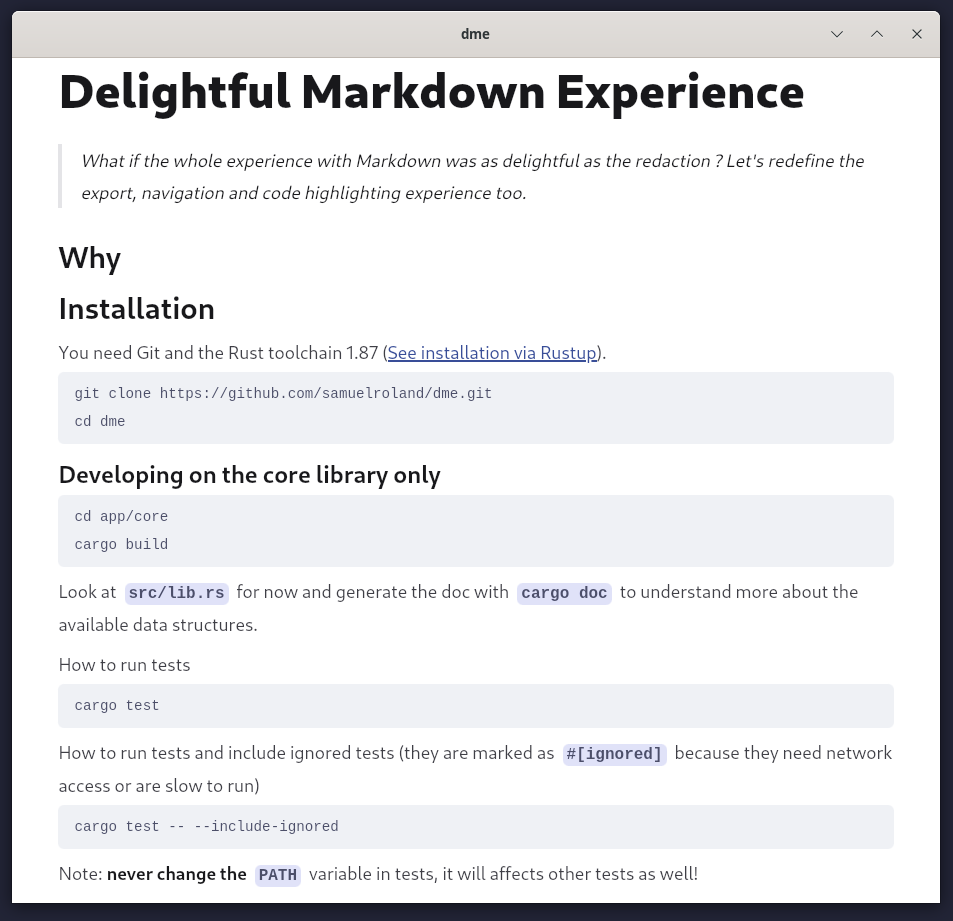 dme
Delightful Markdown Experience
What if the whole experience with Markdown was as delightful as the redaction ? Let's redefine the
export, navigation and code highlighting experience too.
Why
Installation
You need Git and the Rust toolchain 1.87 (See installation via Rustup).
git clone https://github.com/samuelroland/dme.git
cd dme
Developing on the core library only
cd app/core
cargo build
Look at src/lib.rs for now and generate the doc with cargo doc to understand more about the
available data structures.
How to run tests
cargo test
How to run tests and include ignored tests (they are marked as #[ignored] because they need network
access or are slow to run)
cargo test -- --include-ignored
Note: never change the PATH variable in tests, it will affects other tests as well!